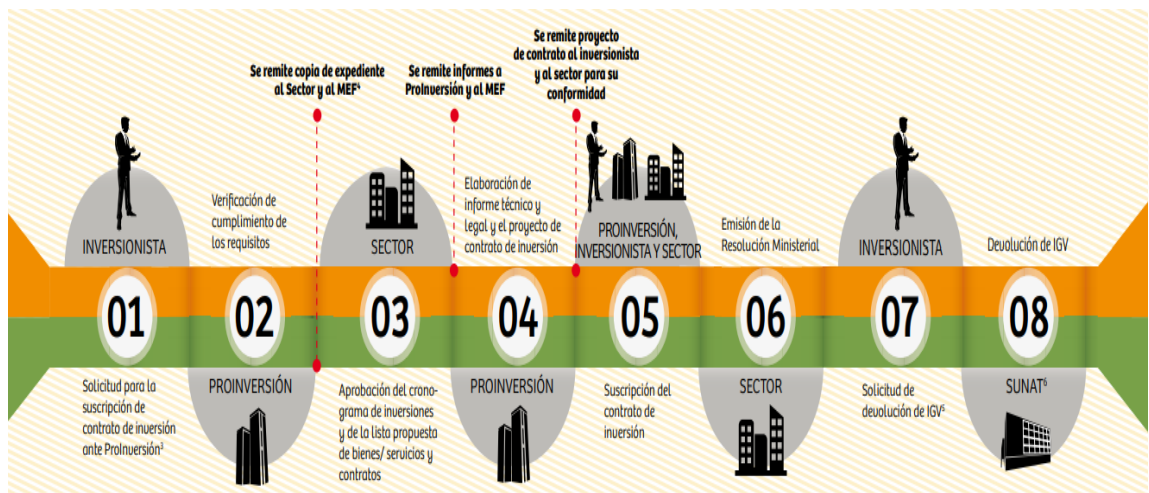 Se remite copia de expediente
al Sector y al MEF⁴
Se remite informes a
ProInversión y al MEF
Se remite proyecto
de contrato al inversionista
y al sector para su
conformidad
INVERSIONISTA
01
Solicitud para la
suscripción de
contrato de inversión
ante ProInversión³
Verificación de
cumplimiento de
los requisitos
02
PROINVERSIÓN
SECTOR
03
Aprobación del crono-
grama de inversiones
y de la lista propuesta
de bienes/ servicios y
contratos
Elaboración de
informe técnico y
legal y el proyecto de
contrato de inversión
04
PROINVERSIÓN
PROINVERSIÓN,
INVERSIONISTA Y SECTOR
05
Suscripción del
contrato de
inversión
Emisión de la
Resolución Ministerial
06
SECTOR
INVERSIONISTA
07
Solicitud de
devolución de IGV⁵
Devolución de IGV
08
SUNAT⁶